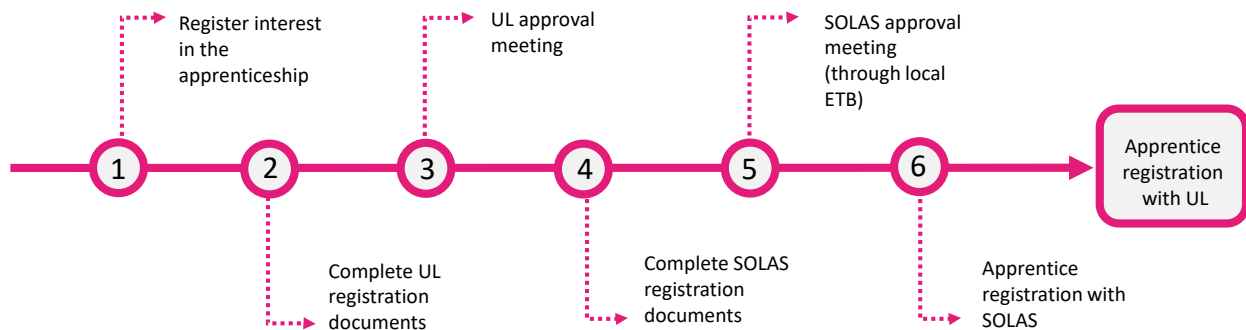 Register interest
in the
apprenticeship
UL approval
meeting
SOLAS approval
meeting
(through local
ETB)
1
2
3
4
5
6
Apprentice
registration
with UL
Complete UL
registration
documents
Complete SOLAS
registration
documents
Apprentice
registration with
SOLAS